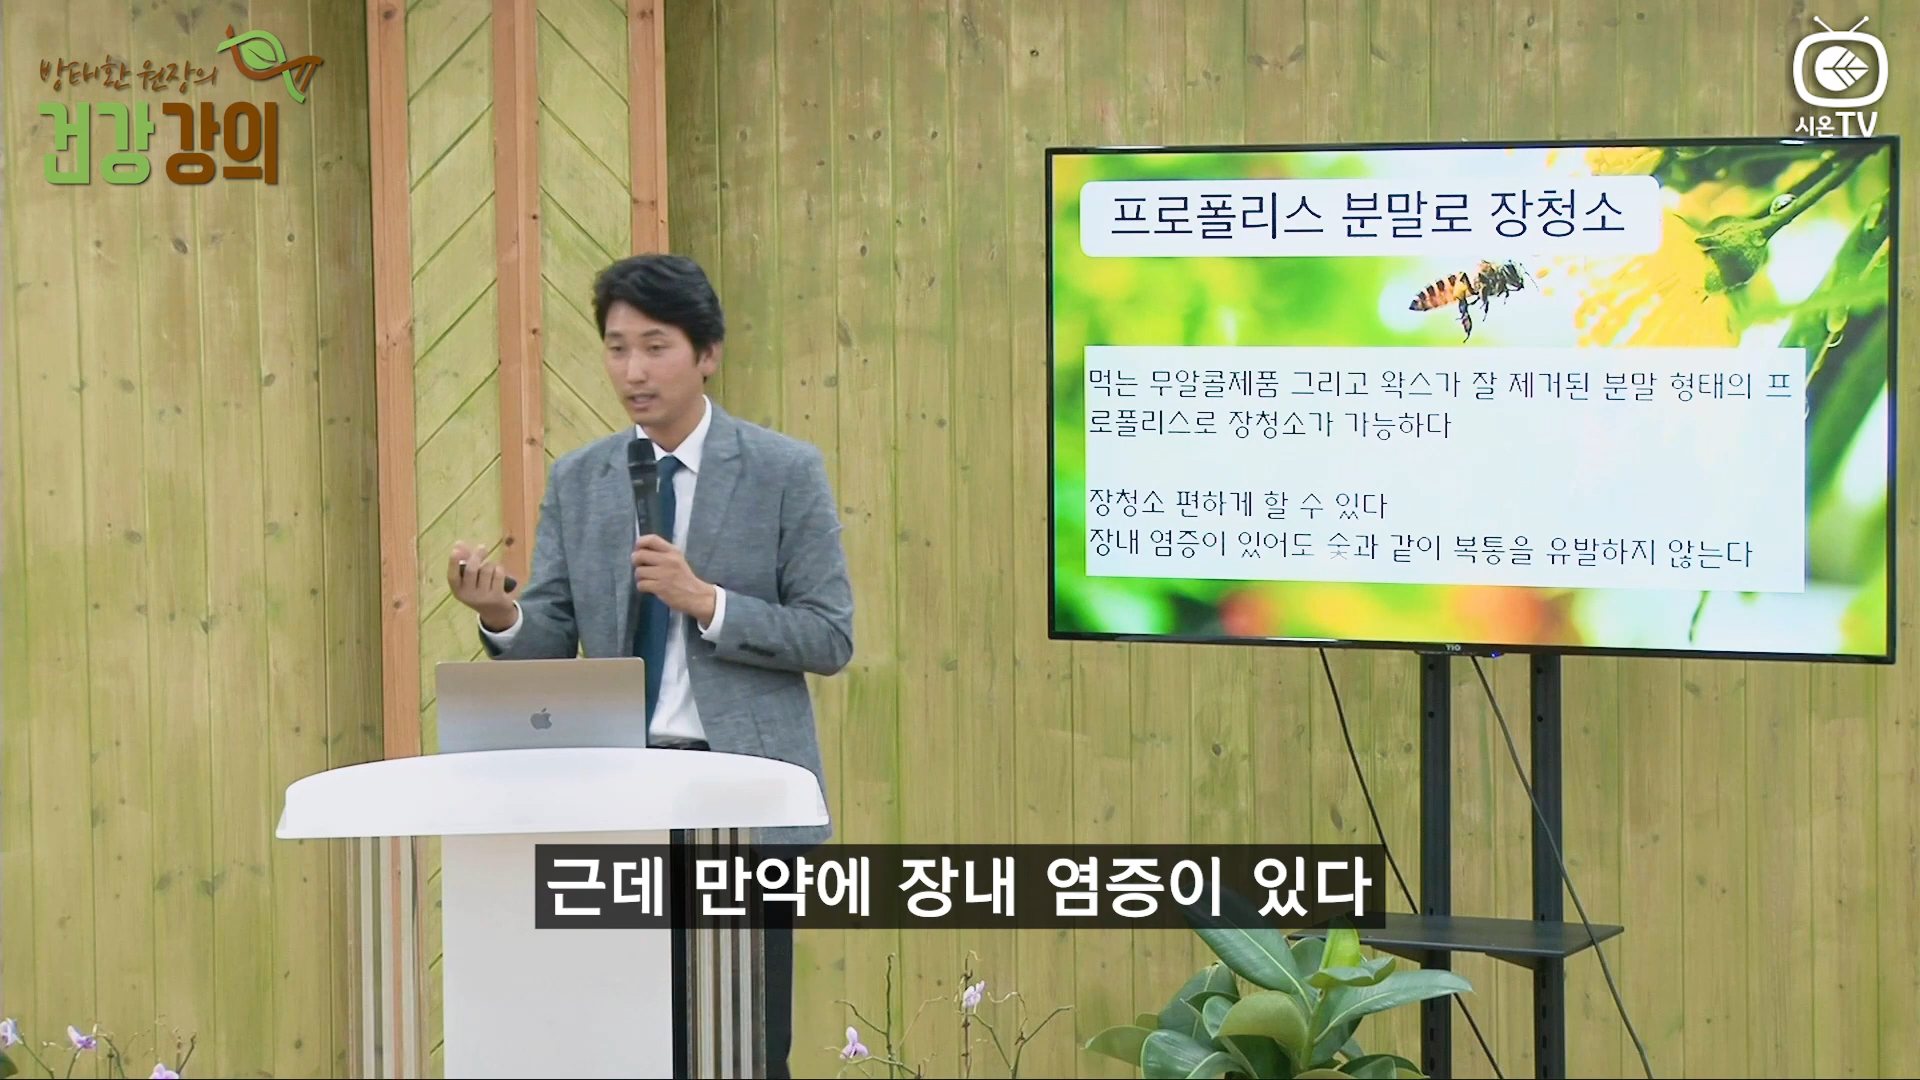 방태환 원장의
건강 강의
시온TV
프로폴리스 분말로 장청소
먹는 무알콜제품 그리고 왁스가 잘 제거된 분말 형태의 프
로폴리스로 장청소가 가능하다
장청소 편하게 할 수 있다
장내 염증이 있어도 숯과 같이 복통을 유발하지 않는다
근데 만약에 장내 염증이 있다